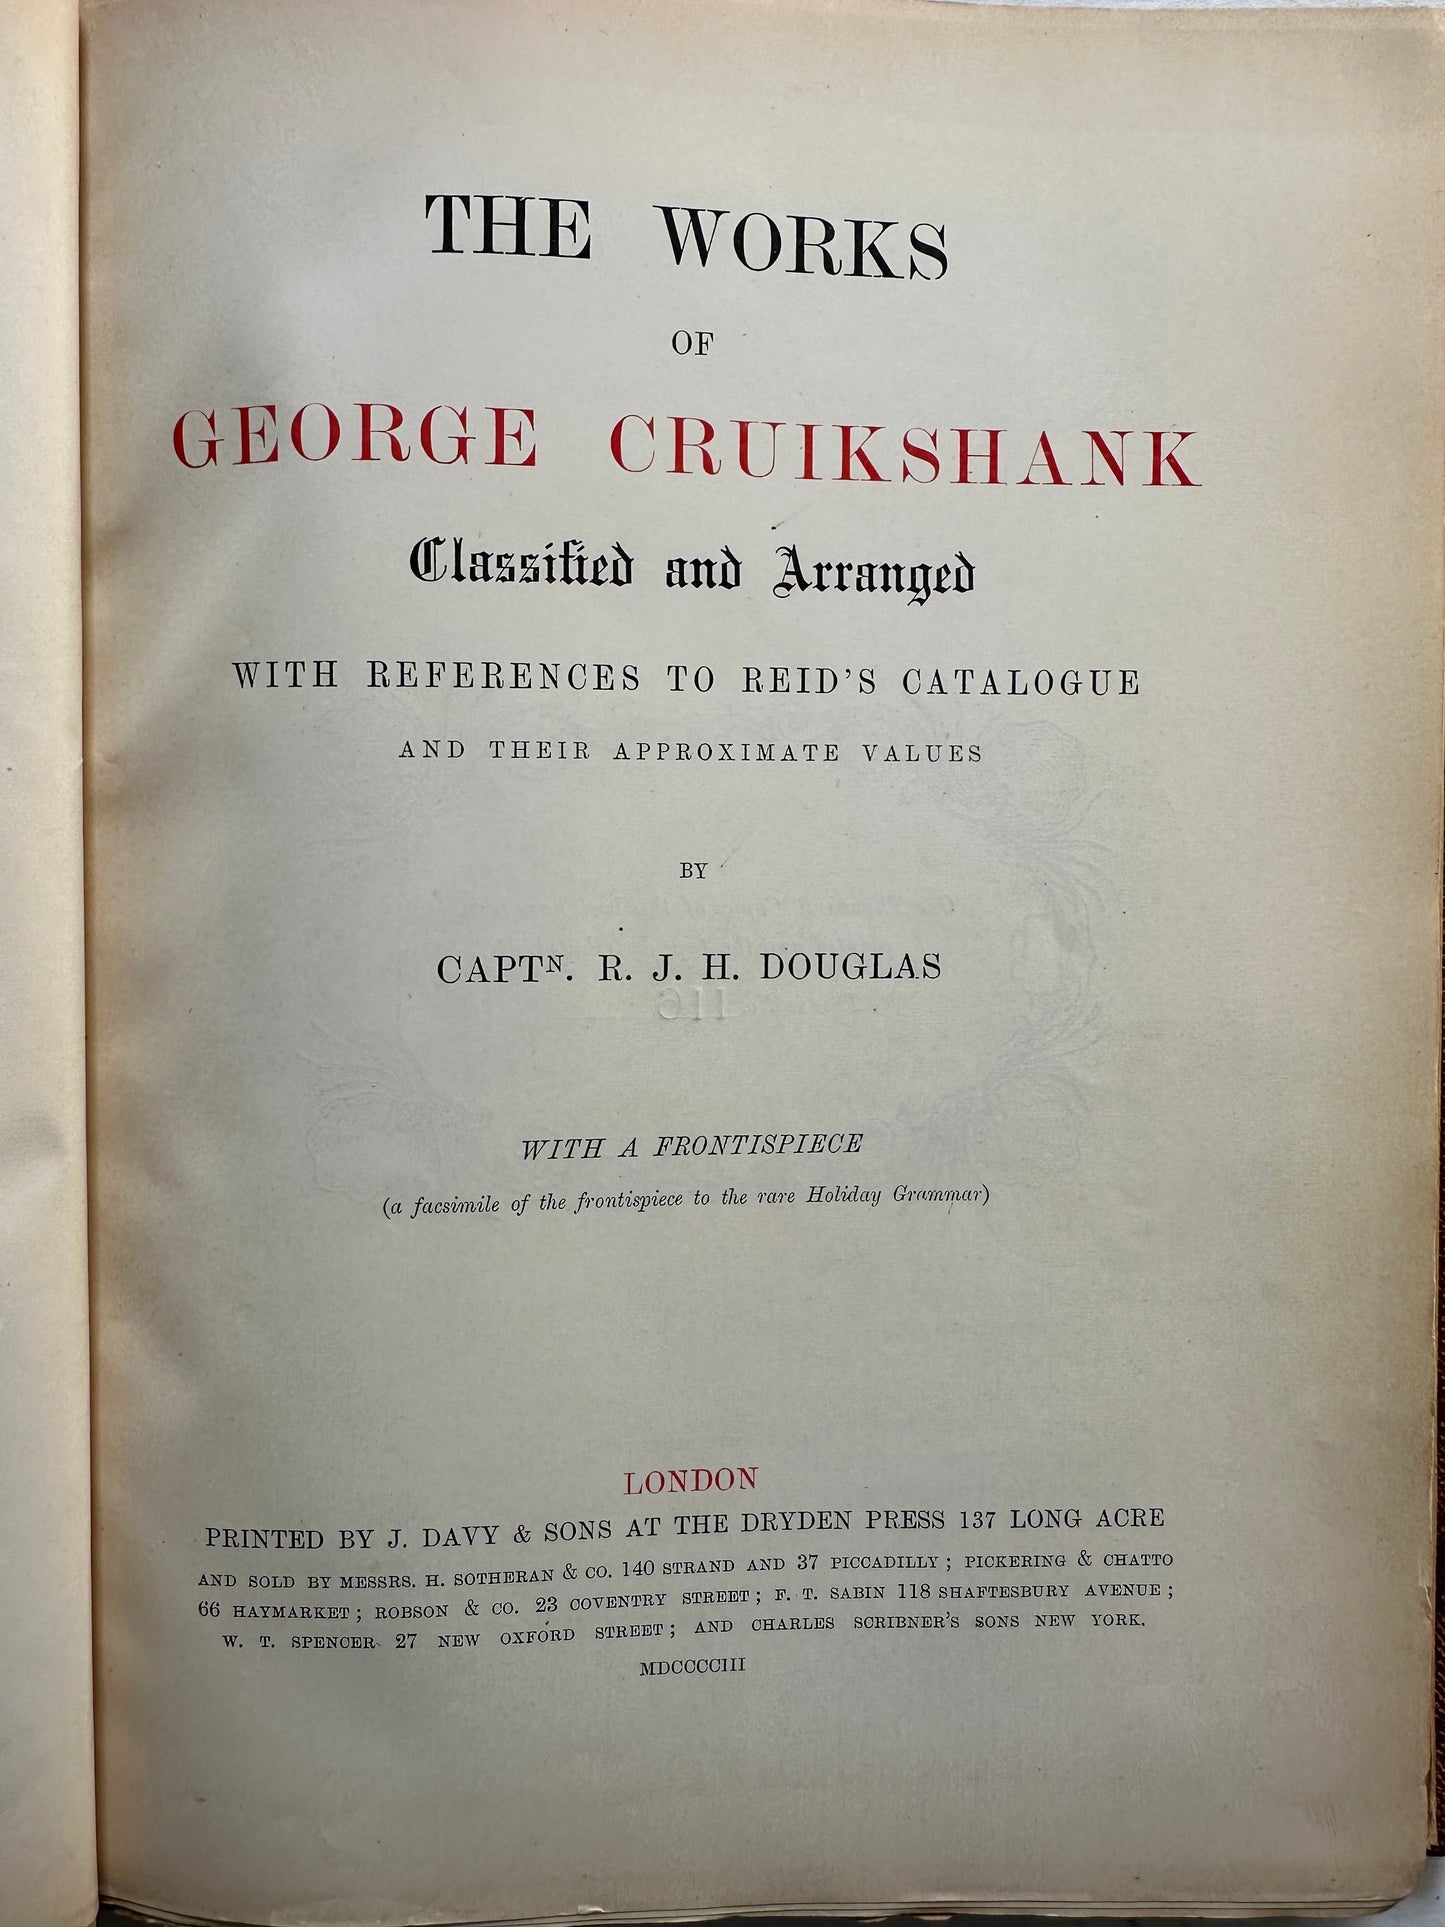 THE WORKS
OF
GEORGE CRUIKSHANK
Classified and Arranged
WITH REFERENCES TO REID'S CATALOGUE
AND THEIR APPROXIMATE VALUES
BY
CAPTN. R. J. H. DOUGLAS
116
WITH A FRONTISPIECE
(a facsimile of the frontispiece to the rare Holiday Grammar)
LONDON
PRINTED BY J. DAVY & SONS AT THE DRYDEN PRESS 137 LONG ACRE
AND SOLD BY MESSRS. H. SOTHERAN & CO. 140 STRAND AND 37 PICCADILLY; PICKERING & CHATTO
66 HAYMARKET; ROBSON & CO. 23 COVENTRY STREET; F. T. SABIN 118 SHAFTESBURY AVENUE;
W. T. SPENCER 27 NEW OXFORD STREET; AND CHARLES SCRIBNER'S SONS NEW YORK.
MDCCCCIII